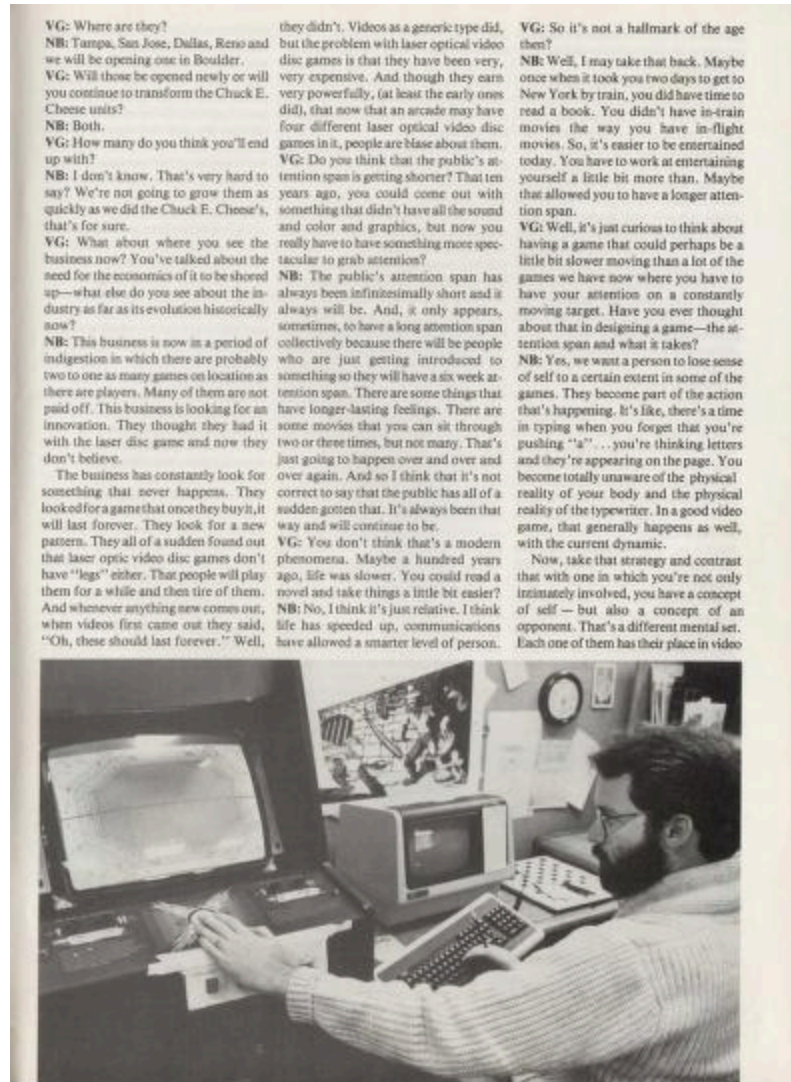 VG: Where are they?
NB: Tampa, San Jose, Dallas, Reno and
we will be opening one in Boulder.
VG: Will those be opened newly or will
you continue to transform the Chuck E.
Cheese units?
NB: Both.
VG: How many do you think you'll end
up with?
NB: I don't know. That's very hard to
say? We're not going to grow them as
quickly as we did the Chuck E. Cheese's,
that's for sure.
VG: What about where you see the
business now? You've talked about the
need for the economics of it to be shored
up—what else do you see about the in-
dustry as far as its evolution historically
now?
NB: This business is now in a period of
indigestion in which there are probably
two to one as many games on location as
there are players. Many of them are not
paid off. This business is looking for an
innovation. They thought they had it
with the laser disc game and now they
don't believe.
The business has constantly look for
something that never happens. They
looked for a game that once they buy it, it
will last forever. They look for a new
pattern. They all of a sudden found out
that laser optic video disc games don't
have "legs" either. That people will play
them for a while and then tire of them.
And whenever anything new comes out,
when videos first came out they said,
"Oh, these should last forever." Well,
they didn't. Videos as a generic type did,
but the problem with laser optical video
disc games is that they have been very,
very expensive. And though they earn
very powerfully, (at least the early ones
did), that now that an arcade may have
four different laser optical video disc
games in it, people are blase about them.
VG: Do you think that the public's at-
tention span is getting shorter? That ten
years ago, you could come out with
something that didn't have all the sound
and color and graphics, but now you
really have to have something more spec-
tacular to grab attention?
NB: The public's attention span has
always been infinitesimally short and it
always will be. And, it only appears,
sometimes, to have a long attention span
collectively because there will be people
who are just getting introduced to
something so they will have a six week at-
tention span. There are some things that
have longer-lasting feelings. There are
some movies that you can sit through
two or three times, but not many. That's
just going to happen over and over and
over again. And so I think that it's not
correct to say that the public has all of a
sudden gotten that. It's always been that
way and will continue to be.
VG: You don't think that's a modern
phenomena. Maybe a hundred years
ago, life was slower. You could read a
novel and take things a little bit easier?
NB: No, I think it's just relative. I think
life has speeded up, communications
have allowed a smarter level of person.
VG: So it's not a hallmark of the age
then?
NB: Well, I may take that back. Maybe
once when it took you two days to get to
New York by train, you did have time to
read a book. You didn't have in-train
movies the way you have in-flight
movies. So, it's easier to be entertained
today. You have to work at entertaining
yourself a little bit more than. Maybe
that allowed you to have a longer atten-
tion span.
VG: Well, it's just curious to think about
having a game that could perhaps be a
little bit slower moving than a lot of the
games we have now where you have to
have your attention on a constantly
moving target. Have you ever thought
about that in designing a game—the at-
tention span and what it takes?
NB: Yes, we want a person to lose sense
of self to a certain extent in some of the
games. They become part of the action
that's happening. It's like, there's a time
in typing when you forget that you're
pushing "a"...you're thinking letters
and they're appearing on the page. You
become totally unaware of the physical
reality of your body and the physical
reality of the typewriter. In a good video
game, that generally happens as well,
with the current dynamic.
Now, take that strategy and contrast
that with one in which you're not only
intimately involved, you have a concept
of self — but also a concept of an
opponent. That's a different mental set.
Each one of them has their place in video